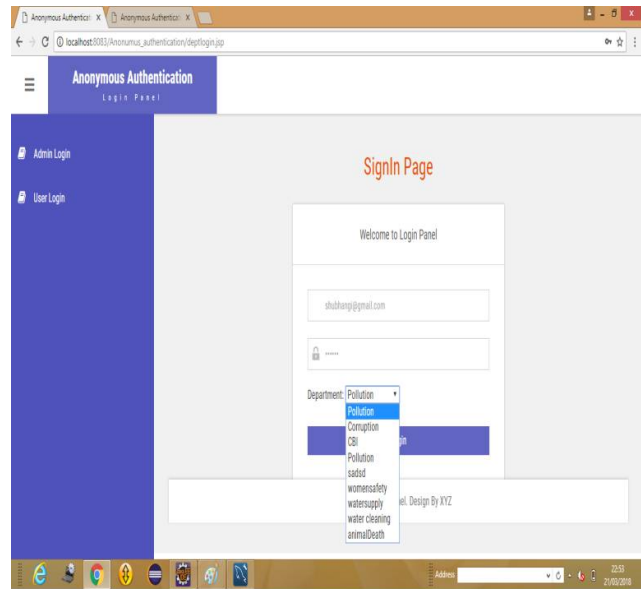 Anonymous Authenticati x
Anonymous Authenticati x
localhost:8083/Anonumus_authentication/deptlogin.jsp
Anonymous Authentication
Login Panel
Admin Login
User Login
SignIn Page
Welcome to Login Panel
shubhangi@gmail.com
Department: Pollution
Pollution
Corruption
CBI
Pollution
sadsd
womensafety
watersupply
water cleaning
animalDeath
gin
el. Design By XYZ
Address
22:53
21/03/2018